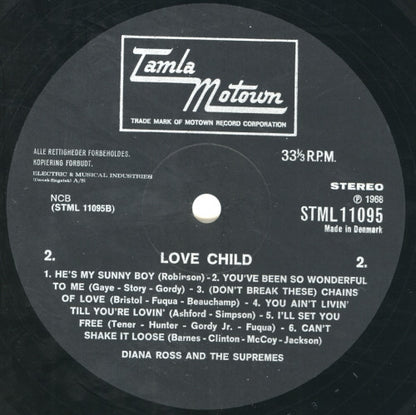 Tamla
Motown
TRADE MARK OF MOTOWN RECORD CORPORATION
ALLE RETTIGHEDER FORBEHOLDES.
KOPIERING FORBUDT.
ELECTRIC & MUSICAL INDUSTRIES
(Dansk-Engelsk) A/S
33⅓ R.P.M.
NCB
(STML 11095B)
STEREO
Ⓟ 1968
STML 11095
Made in Denmark
2. LOVE CHILD 2.
1. HE'S MY SUNNY BOY (Robinson) - 2. YOU'VE BEEN SO WONDERFUL
TO ME (Gaye - Story - Gordy) - 3. (DON'T BREAK THESE) CHAINS
OF LOVE (Bristol - Fuqua - Beauchamp) - 4. YOU AIN'T LIVIN'
TILL YOU'RE LOVIN' (Ashford - Simpson) - 5. I'LL SET YOU
FREE (Tener - Hunter - Gordy Jr. - Fuqua) - 6. CAN'T
SHAKE IT LOOSE (Barnes - Clinton - McCoy - Jackson)
DIANA ROSS AND THE SUPREMES